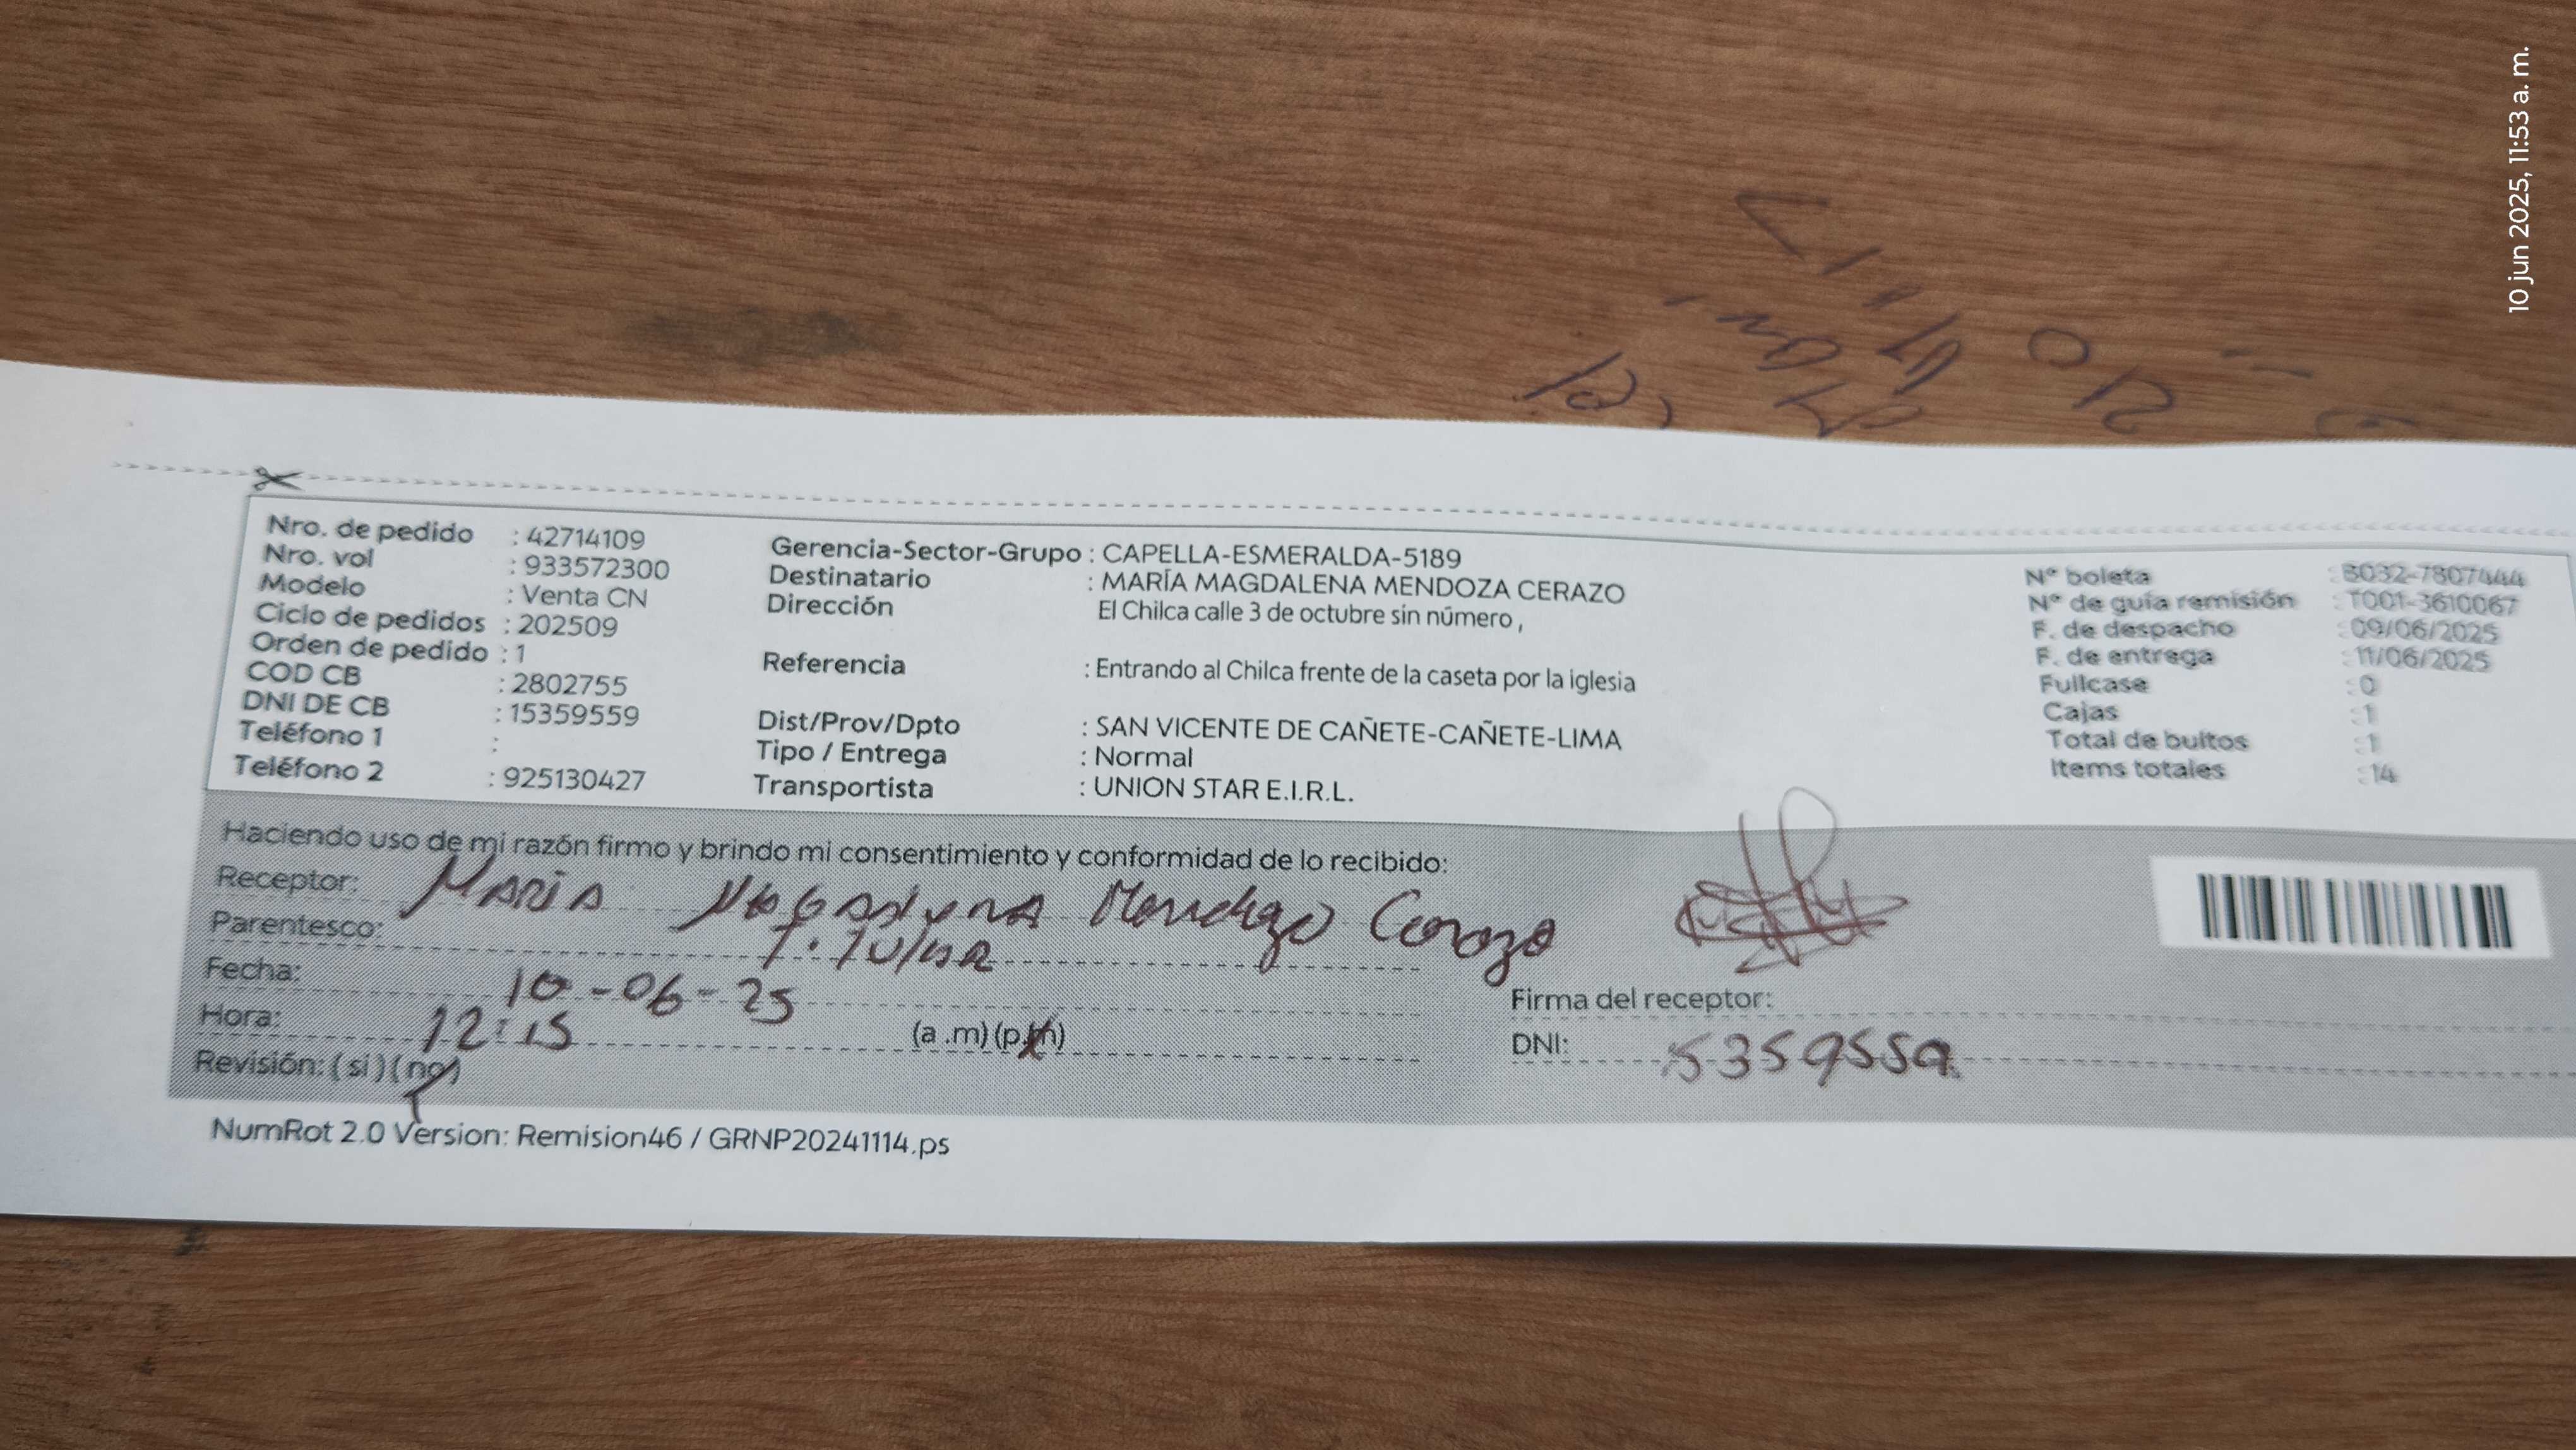 10 jun 2025, 11:53 a. m.
Nro. de pedido : 42714109
Nro. vol : 933572300
Modelo : Venta CN
Ciclo de pedidos : 202509
Orden de pedido : 1
COD CB : 2802755
DNI DE CB : 15359559
Teléfono 1 :
Teléfono 2 : 925130427
Gerencia-Sector-Grupo : CAPELLA-ESMERALDA-5189
Destinatario : MARÍA MAGDALENA MENDOZA CERAZO
Dirección El Chilca calle 3 de octubre sin número ,
Referencia : Entrando al Chilca frente de la caseta por la iglesia
Dist/Prov/Dpto : SAN VICENTE DE CAÑETE-CAÑETE-LIMA
Tipo / Entrega : Normal
Transportista : UNION STAR E.I.R.L.
N° boleta : B032-7807444
N° de guía remisión : T001-3610067
F. de despacho : 09/06/2025
F. de entrega : 11/06/2025
Fullcase : 0
Cajas : 1
Total de bultos : 1
Items totales : 14
Haciendo uso de mi razón firmo y brindo mi consentimiento y conformidad de lo recibido:
Receptor: MARIA Mendozo Cerazo
Parentesco: Titular
Fecha: 10-06-25
Hora: 12:15 (a .m) (p.m)
Revisión: ( si ) ( no )
Firma del receptor:
DNI: 5359559
NumRot 2.0 Version: Remision46 / GRNP20241114.ps